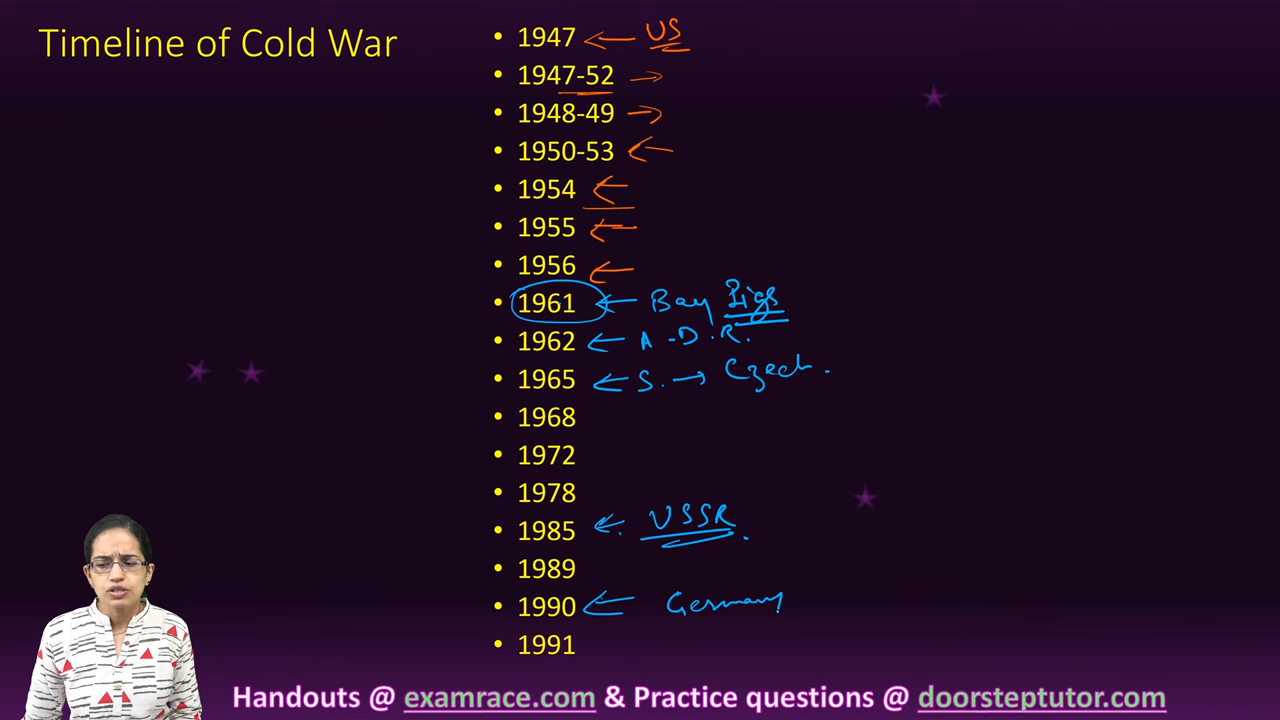 Timeline of Cold War
• 1947 ← US
• 1947-52 →
• 1948-49 →
• 1950-53 ←
• 1954 ←
• 1955 ←
• 1956 ←
• 1961 ← Bay Pigs
• 1962 ← A.D.R.
• 1965 ← S. → Czech.
• 1968
• 1972
• 1978
• 1985 ← USSR.
• 1989
• 1990 ← Germany
• 1991
Handouts @ examrace.com & Practice questions @ doorsteptutor.com